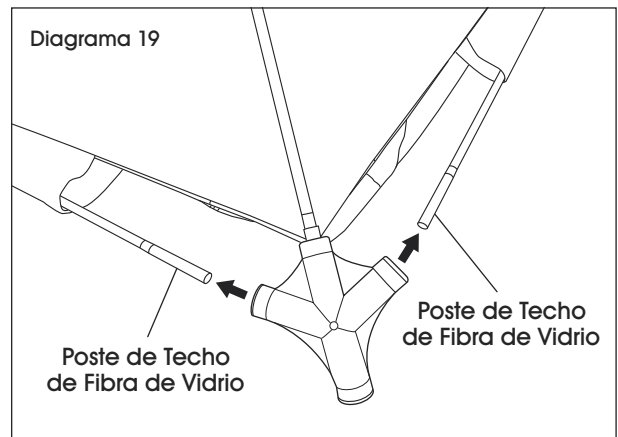 Diagrama 19
Poste de Techo
de Fibra de Vidrio
Poste de Techo
de Fibra de Vidrio